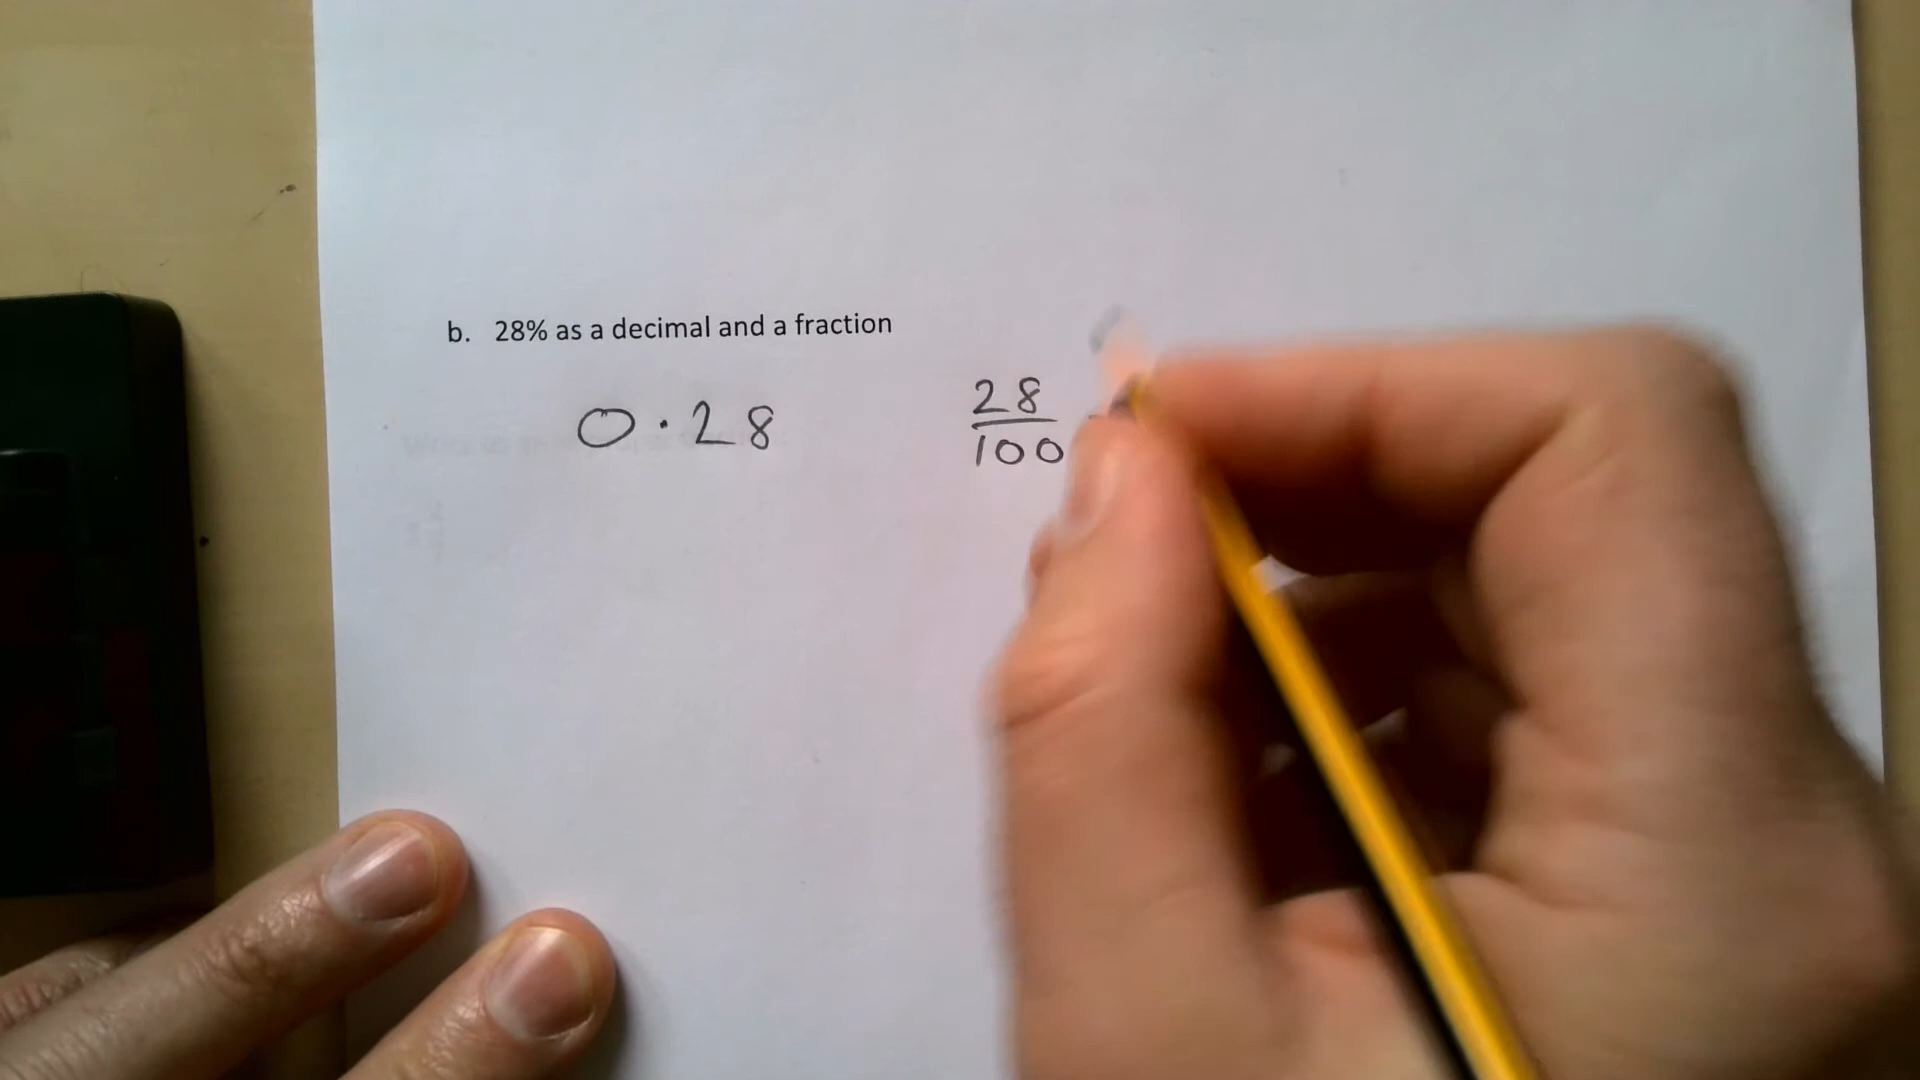 b. 28% as a decimal and a fraction
0.28
28
100